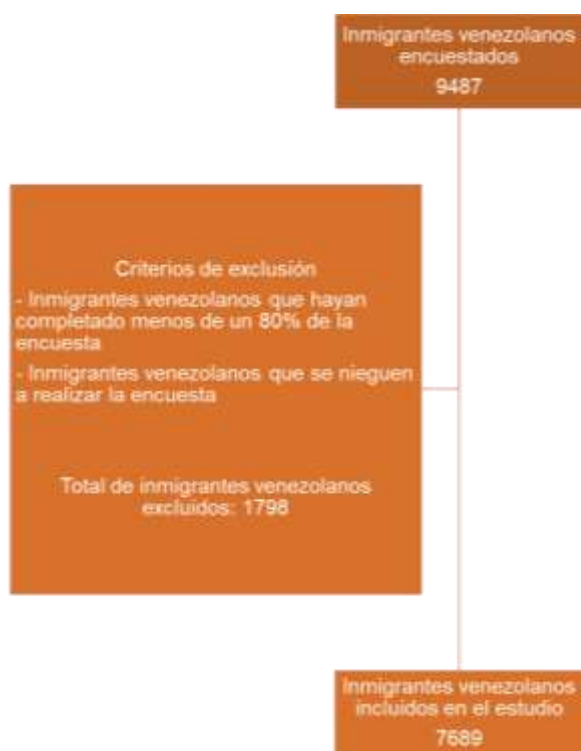 Inmigrantes venezolanos
encuestados
9487
Criterios de exclusión
- Inmigrantes venezolanos que hayan
completado menos de un 80% de la
encuesta
- Inmigrantes venezolanos que se nieguen
a realizar la encuesta
Total de inmigrantes venezolanos
excluidos: 1798
Inmigrantes venezolanos
incluidos en el estudio
7689